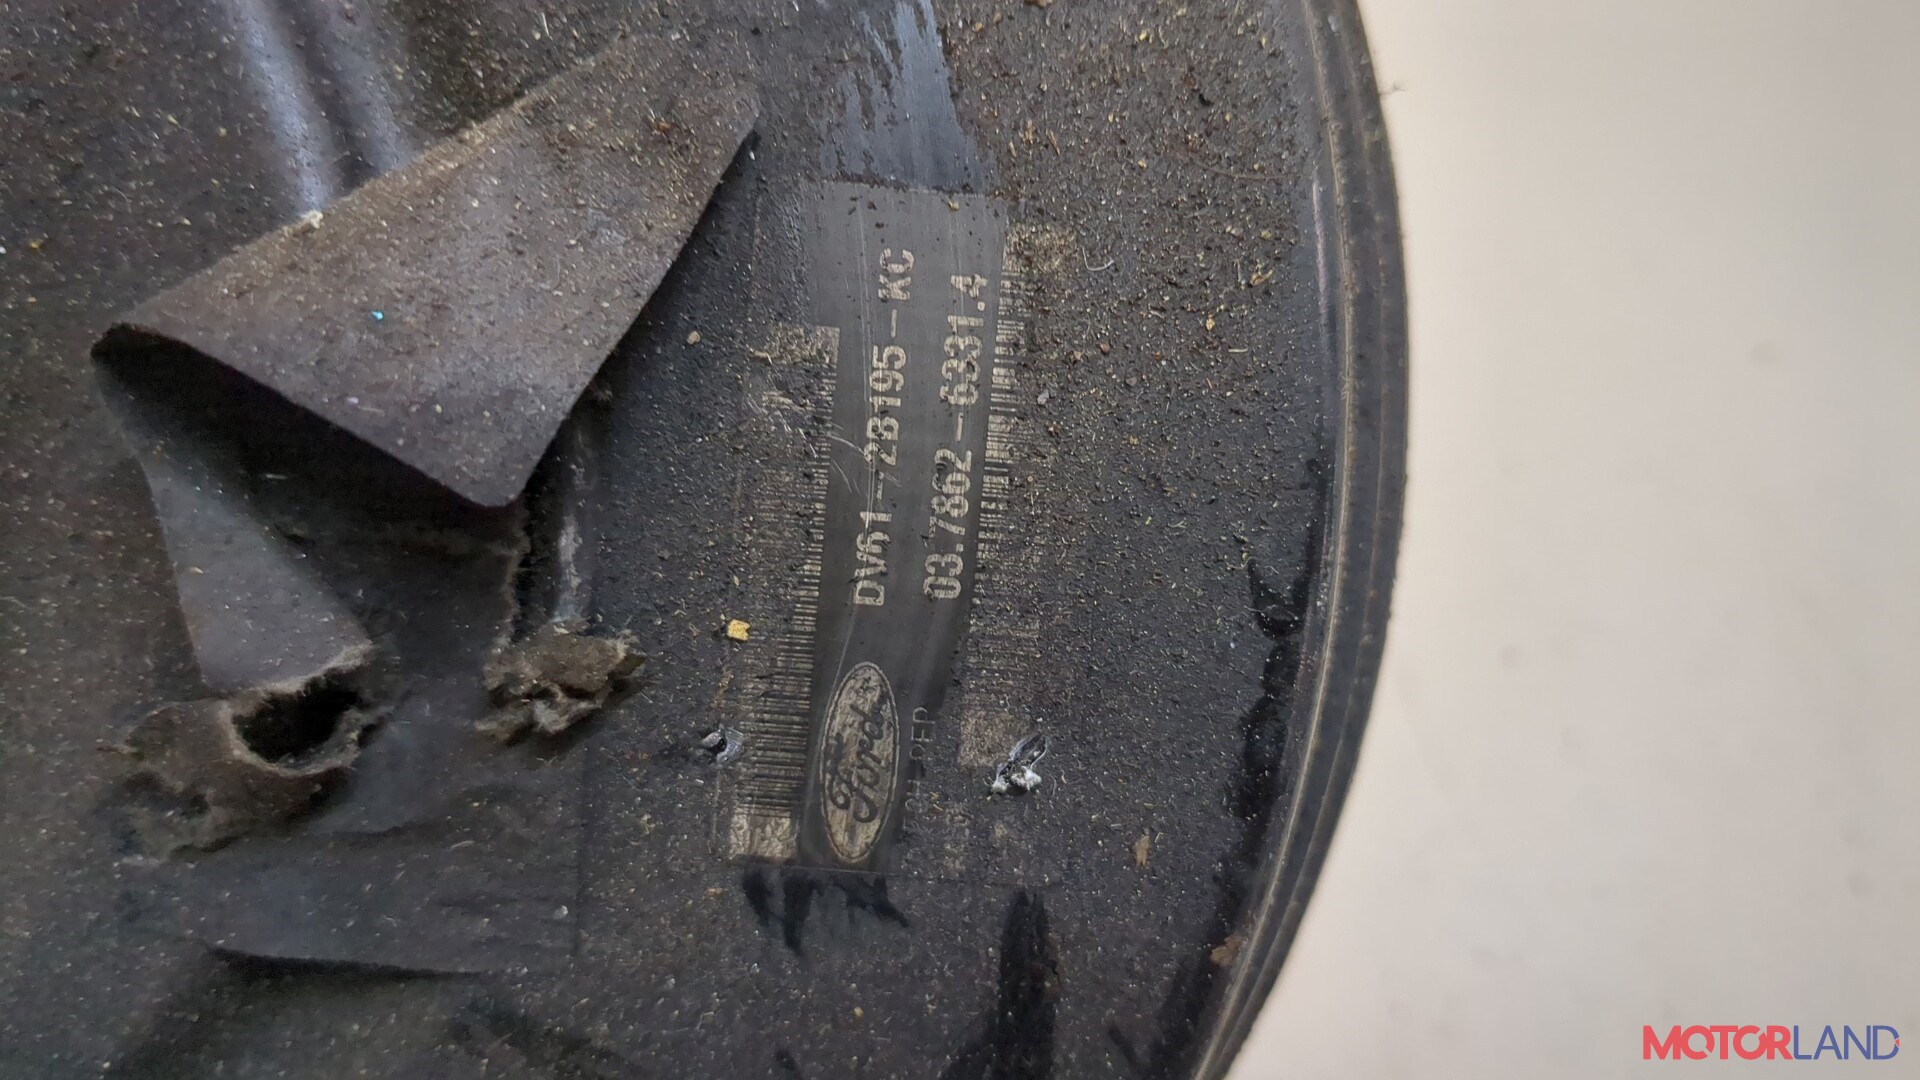 DV61-2B195-KC
03.7862-6331.4
Ford
MOTORLAND